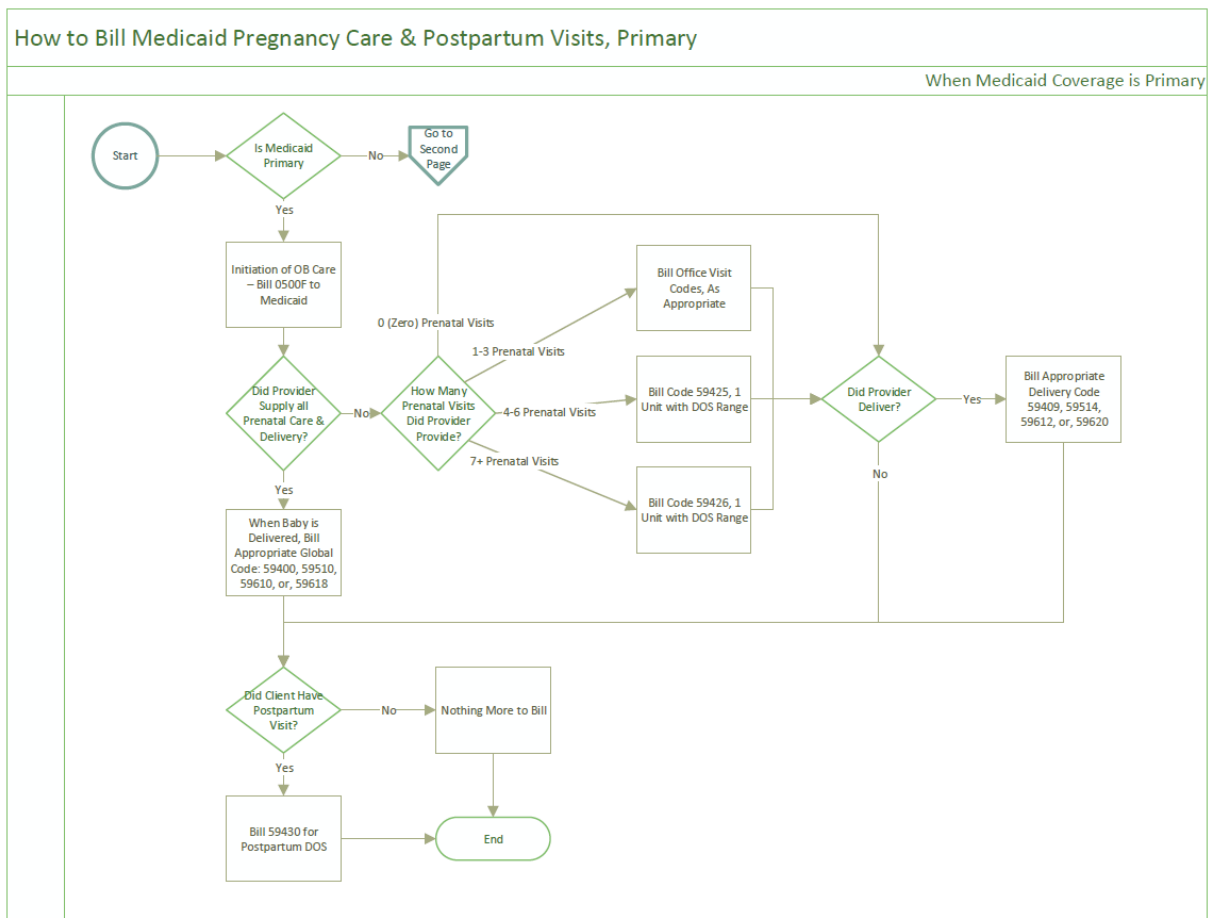 How to Bill Medicaid Pregnancy Care & Postpartum Visits, Primary
When Medicaid Coverage is Primary
Start
Is Medicaid
Primary
No
Go to
Second
Page
Yes
Initiation of OB Care
– Bill 0500F to
Medicaid
Did Provider
Supply all
Prenatal Care &
Delivery?
No
How Many
Prenatal Visits
Did Provider
Provide?
0 (Zero) Prenatal Visits
1-3 Prenatal Visits
4-6 Prenatal Visits
7+ Prenatal Visits
Bill Office Visit
Codes, As
Appropriate
Bill Code 59425, 1
Unit with DOS Range
Bill Code 59426, 1
Unit with DOS Range
Did Provider
Deliver?
Yes
Bill Appropriate
Delivery Code
59409, 59514,
59612, or, 59620
No
Yes
When Baby is
Delivered, Bill
Appropriate Global
Code: 59400, 59510,
59610, or, 59618
Did Client Have
Postpartum
Visit?
No
Nothing More to Bill
Yes
Bill 59430 for
Postpartum DOS
End